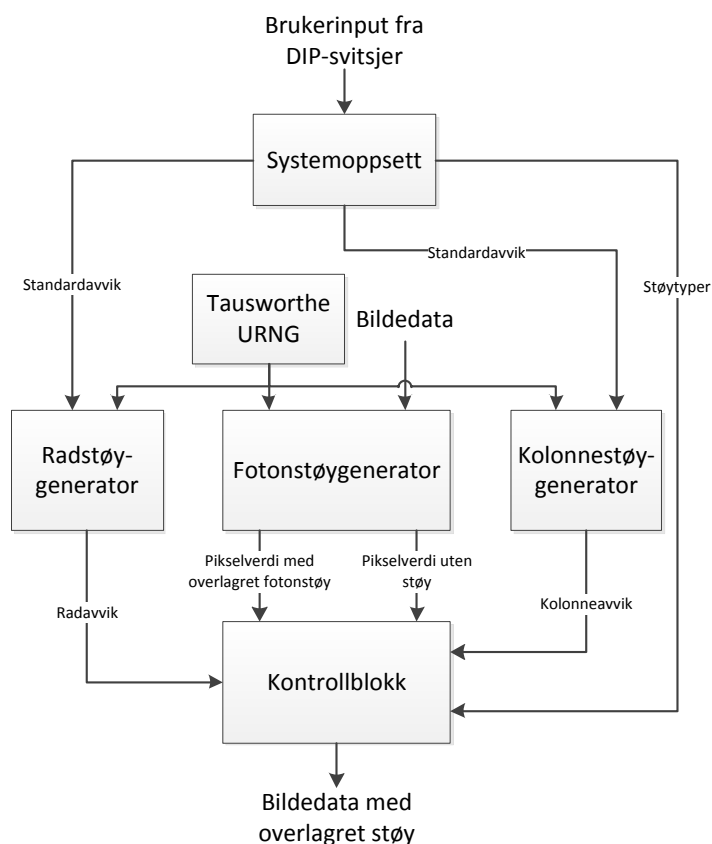 Brukerinput fra
DIP-svitsjer
Systemoppsett
Standardavvik
Standardavvik
Støytyper
Tausworthe
URNG
Bildedata
Radstøy-
generator
Fotonstøygenerator
Kolonnestøy-
generator
Pikselverdi med
overlagret fotonstøy
Pikselverdi uten
støy
Radavvik
Kolonneavvik
Kontrollblokk
Bildedata med
overlagret støy